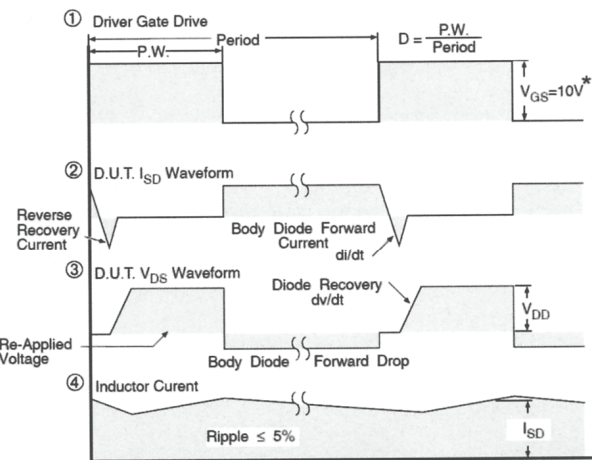 ① Driver Gate Drive
Period
P.W.
D = P.W. / Period
V_GS=10V*
② D.U.T. I_SD Waveform
Reverse
Recovery
Current
Body Diode Forward
Current
di/dt
③ D.U.T. V_DS Waveform
Diode Recovery
dv/dt
V_DD
Re-Applied
Voltage
Body Diode Forward Drop
④ Inductor Curent
Ripple ≤ 5%
I_SD